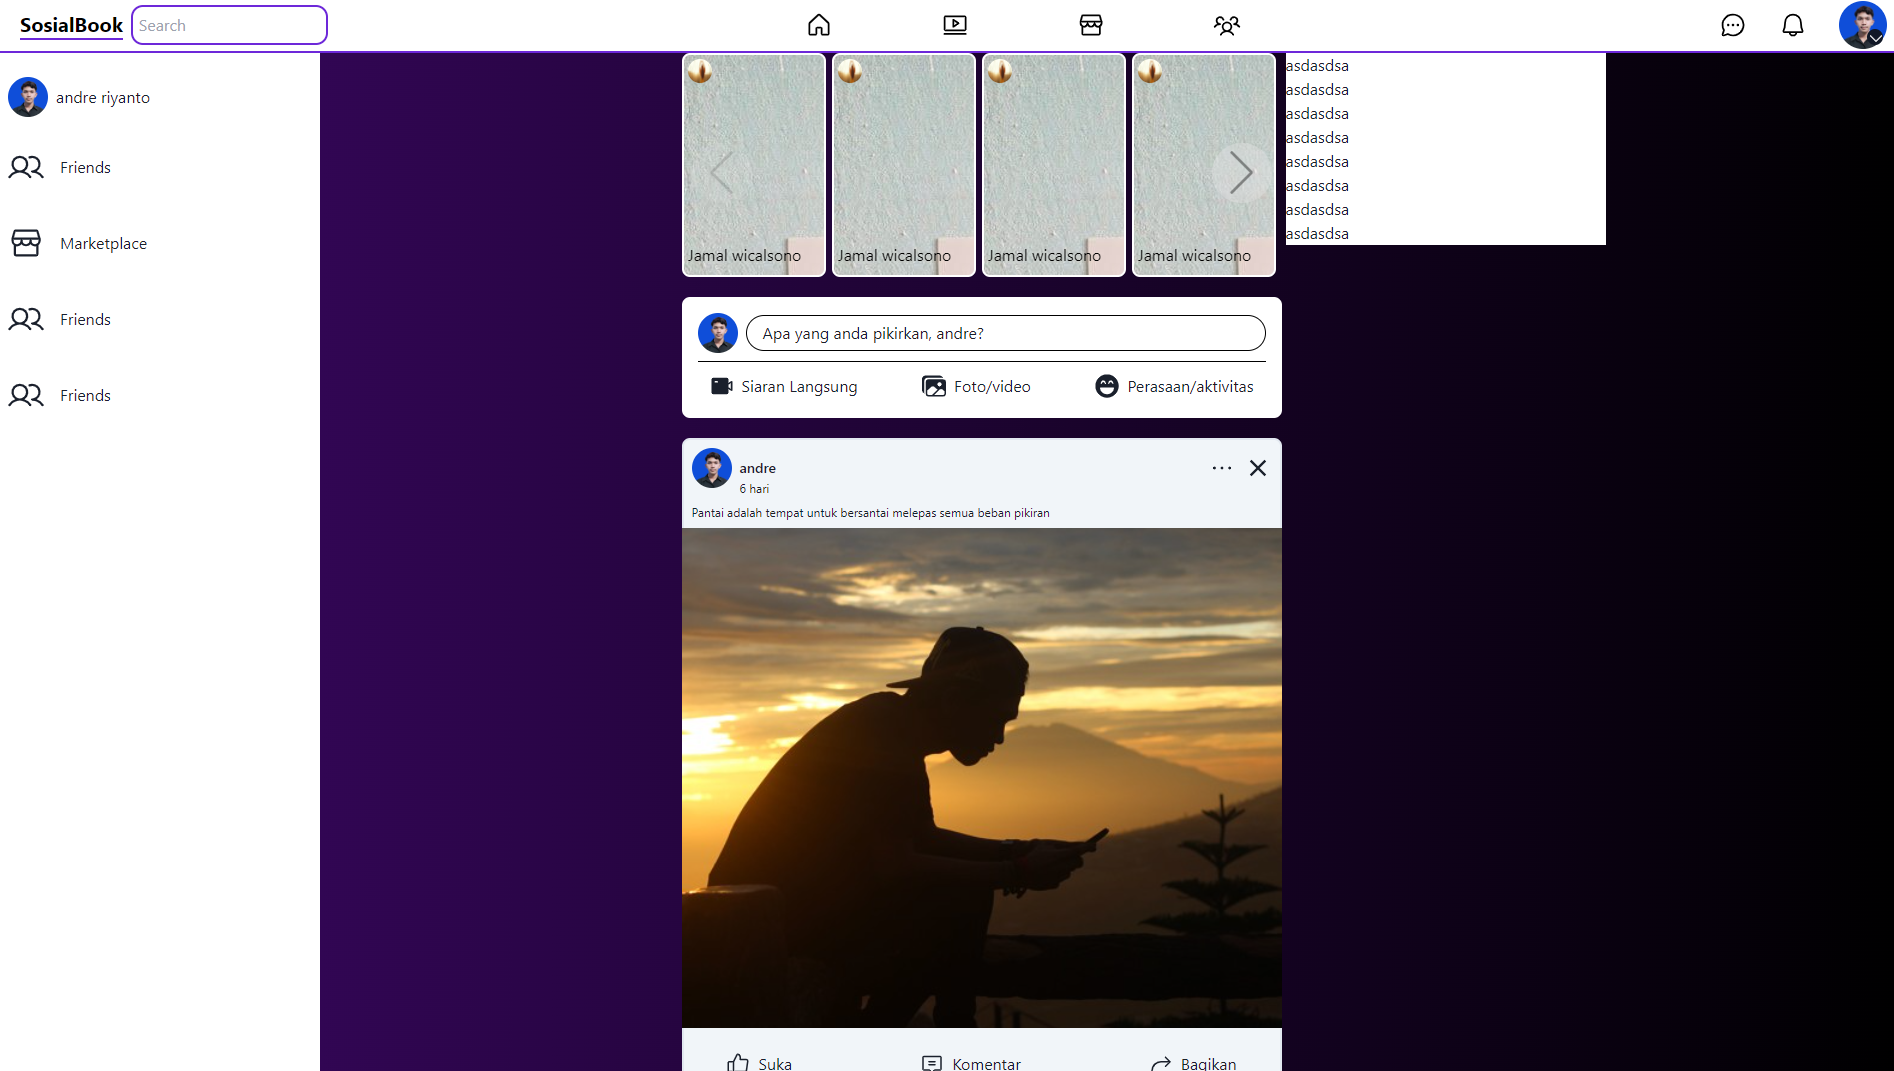 SosialBook
Search
andre riyanto
Friends
Marketplace
Friends
Friends
Jamal wicalsono
Jamal wicalsono
Jamal wicalsono
Jamal wicalsono
Apa yang anda pikirkan, andre?
Siaran Langsung
Foto/video
Perasaan/aktivitas
andre
6 hari
Pantai adalah tempat untuk bersantai melepas semua beban pikiran
Suka
Komentar
Bagikan
asdasdsa
asdasdsa
asdasdsa
asdasdsa
asdasdsa
asdasdsa
asdasdsa
asdasdsa